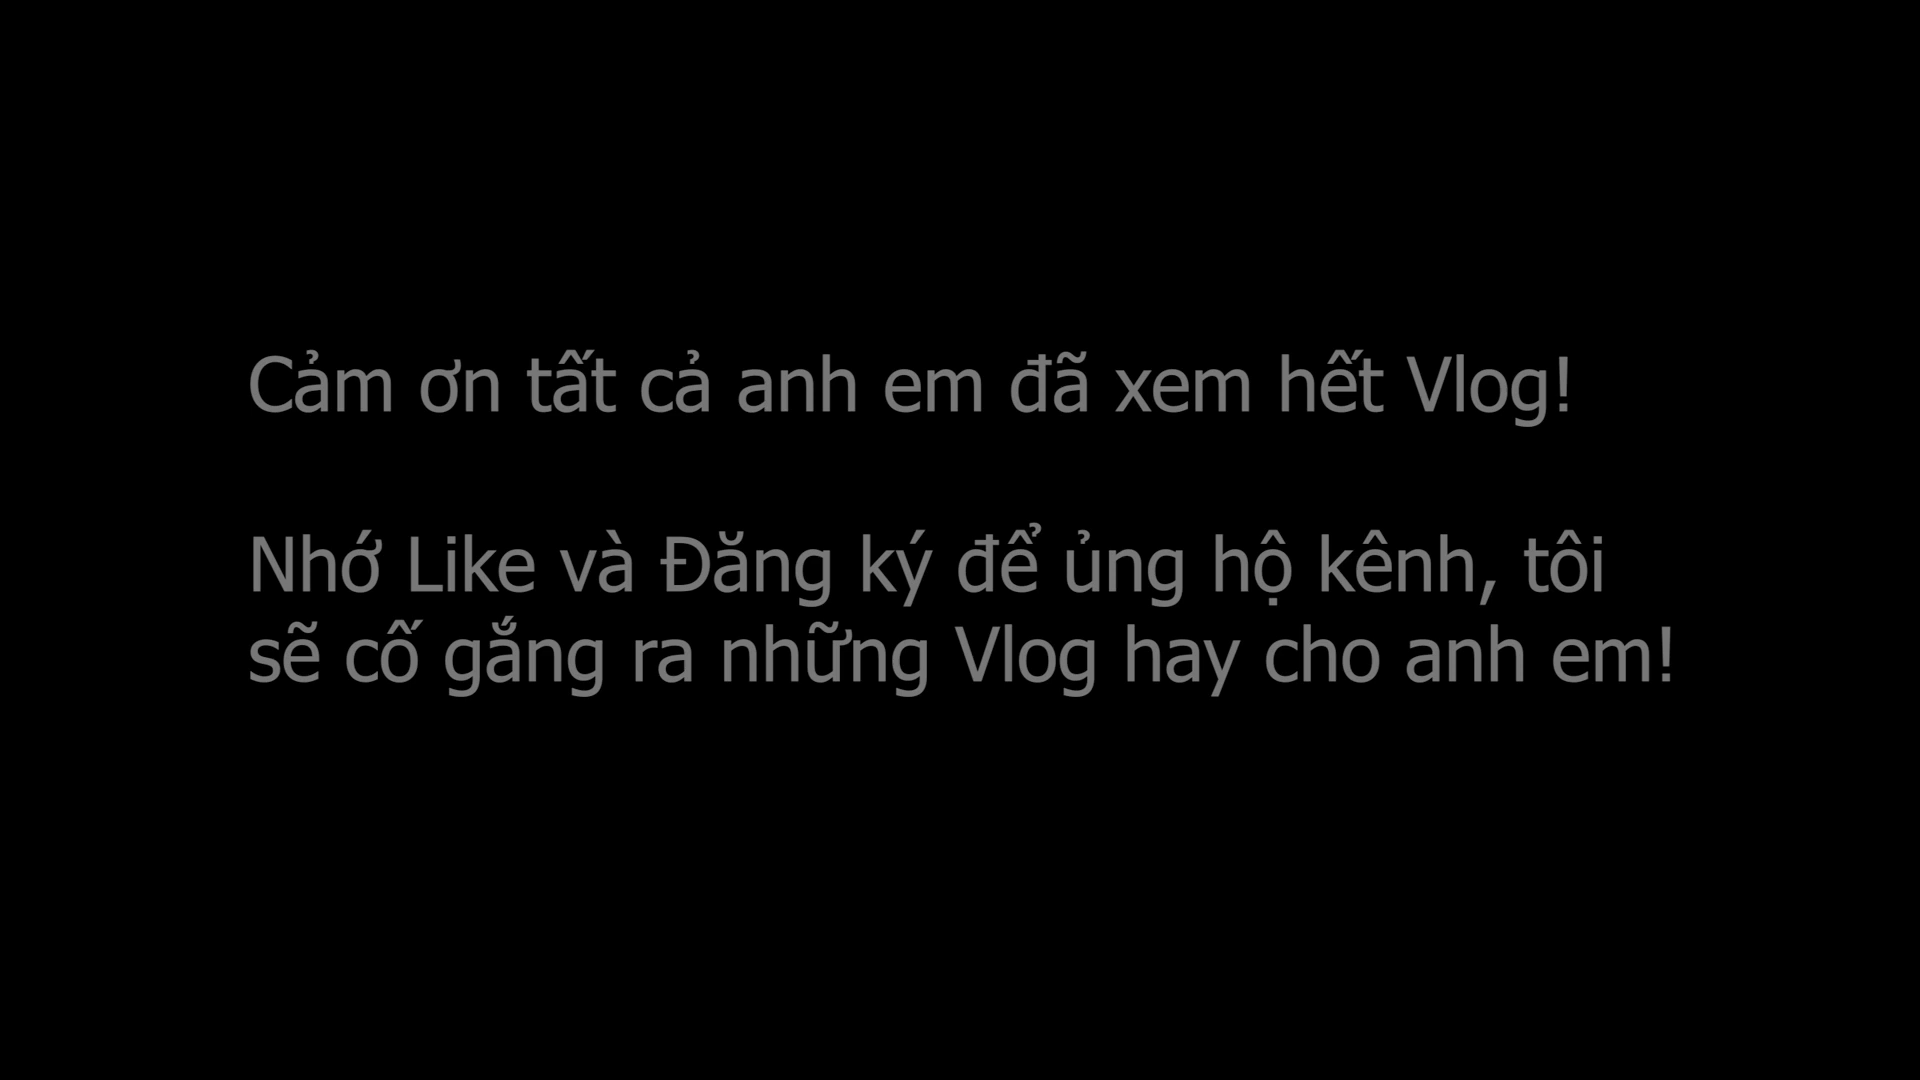 Cảm ơn tất cả anh em đã xem hết Vlog!
Nhớ Like và Đăng ký để ủng hộ kênh, tôi
sẽ cố gắng ra những Vlog hay cho anh em!